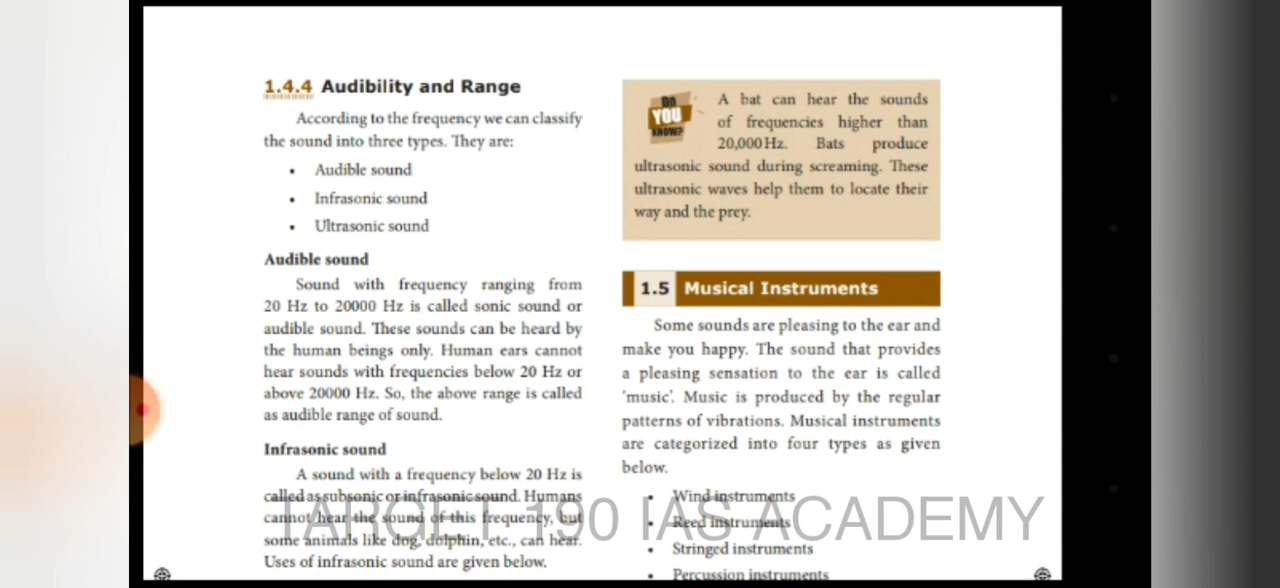 1.4.4 Audibility and Range
According to the frequency we can classify
the sound into three types. They are:
• Audible sound
• Infrasonic sound
• Ultrasonic sound
Audible sound
Sound with frequency ranging from
20 Hz to 20000 Hz is called sonic sound or
audible sound. These sounds can be heard by
the human beings only. Human ears cannot
hear sounds with frequencies below 20 Hz or
above 20000 Hz. So, the above range is called
as audible range of sound.
Infrasonic sound
A sound with a frequency below 20 Hz is
called as subsonic or infrasonic sound. Humans
cannot hear the sound of this frequency, but
some animals like dog, dolphin, etc., can hear.
Uses of infrasonic sound are given below.
DO
YOU
KNOW?
A bat can hear the sounds
of frequencies higher than
20,000 Hz. Bats produce
ultrasonic sound during screaming. These
ultrasonic waves help them to locate their
way and the prey.
1.5 Musical Instruments
Some sounds are pleasing to the ear and
make you happy. The sound that provides
a pleasing sensation to the ear is called
'music'. Music is produced by the regular
patterns of vibrations. Musical instruments
are categorized into four types as given
below.
• Wind instruments
• Reed instruments
• Stringed instruments
• Percussion instruments
TARGET 190 IAS ACADEMY